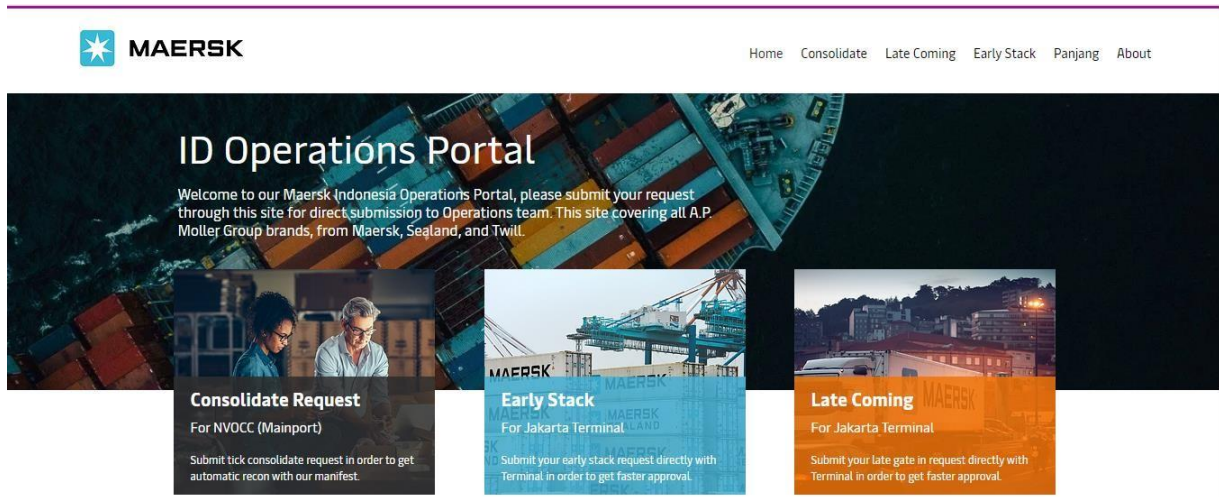 MAERSK
Home Consolidate Late Coming Early Stack Panjang About
ID Operations Portal
Welcome to our Maersk Indonesia Operations Portal, please submit your request
through this site for direct submission to Operations team. This site covering all A.P.
Moller Group brands, from Maersk, Sealand, and Twill.
Consolidate Request
For NVOCC (Mainport)
Submit tick consolidate request in order to get
automatic recon with our manifest.
MAERSK
MAERSK
MAERSK
MAERSK
Early Stack
For Jakarta Terminal
Submit your early stack request directly with
Terminal in order to get faster approval.
MAERSK
Late Coming
For Jakarta Terminal
Submit your late gate in request directly with
Terminal in order to get faster approval.